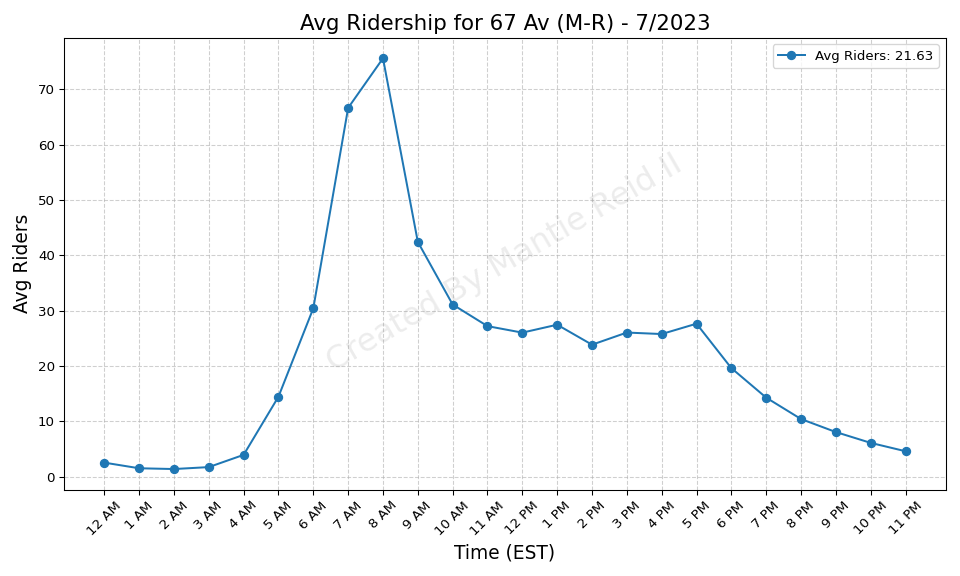 Avg Ridership for 67 Av (M-R) - 7/2023
Avg Riders: 21.63
Avg Riders
70
60
50
40
30
20
10
0
Created By Mantie Reid II
12 AM
1 AM
2 AM
3 AM
4 AM
5 AM
6 AM
7 AM
8 AM
9 AM
10 AM
11 AM
12 PM
1 PM
2 PM
3 PM
4 PM
5 PM
6 PM
7 PM
8 PM
9 PM
10 PM
11 PM
Time (EST)